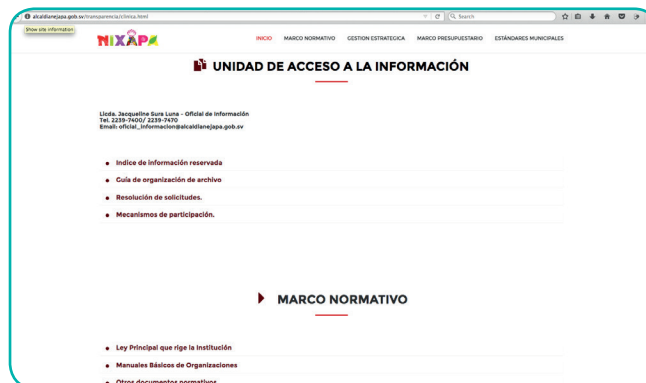 alcaldianejapa.gob.sv/transparencia/clinica.html
Search
Show site information
NIXAPA
INICIO MARCO NORMATIVO GESTION ESTRATEGICA MARCO PRESUPUESTARIO ESTÁNDARES MUNICIPALES
UNIDAD DE ACCESO A LA INFORMACIÓN
Licda. Jacqueline Sura Luna - Oficial de Información
Tel. 2239-7400/ 2239-7470
Email: oficial_informacion@alcaldianejapa.gob.sv
Indice de información reservada
Guía de organización de archivo
Resolución de solicitudes.
Mecanismos de participación.
MARCO NORMATIVO
Ley Principal que rige la Institución
Manuales Básicos de Organizaciones
Otros documentos normativos